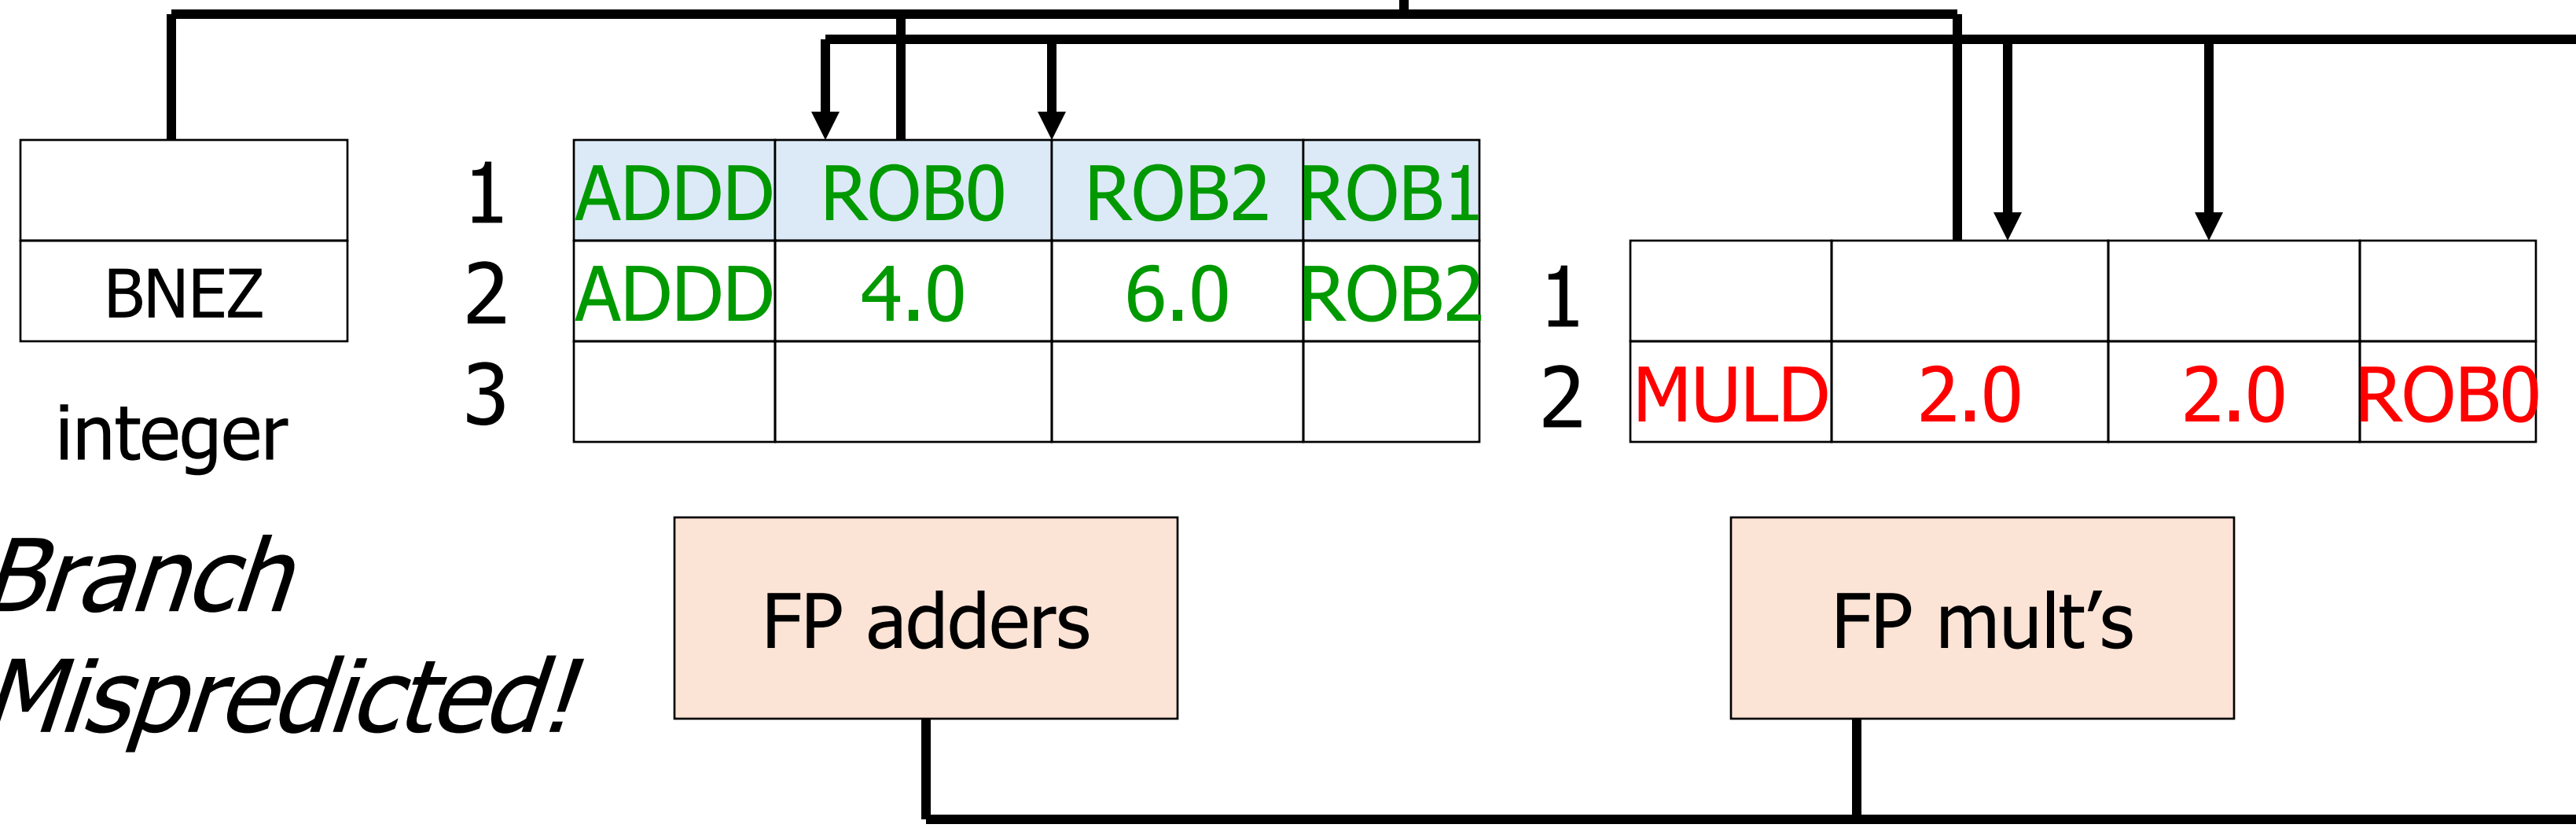 1 ADDD ROB0 ROB2 ROB1
BNEZ 2 ADDD 4.0 6.0 ROB2 1
3 2 MULD 2.0 2.0 ROB0
integer
Branch
Mispredicted!
FP adders FP mult’s